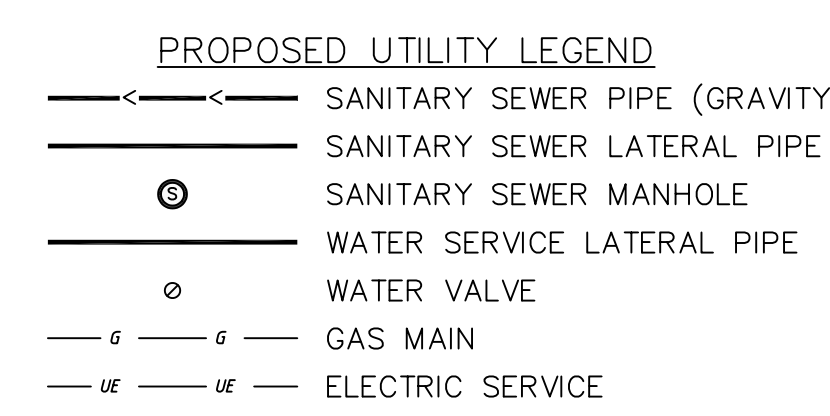 PROPOSED UTILITY LEGEND
< < SANITARY SEWER PIPE (GRAVITY
SANITARY SEWER LATERAL PIPE
S SANITARY SEWER MANHOLE
WATER SERVICE LATERAL PIPE
WATER VALVE
G G GAS MAIN
UE UE ELECTRIC SERVICE